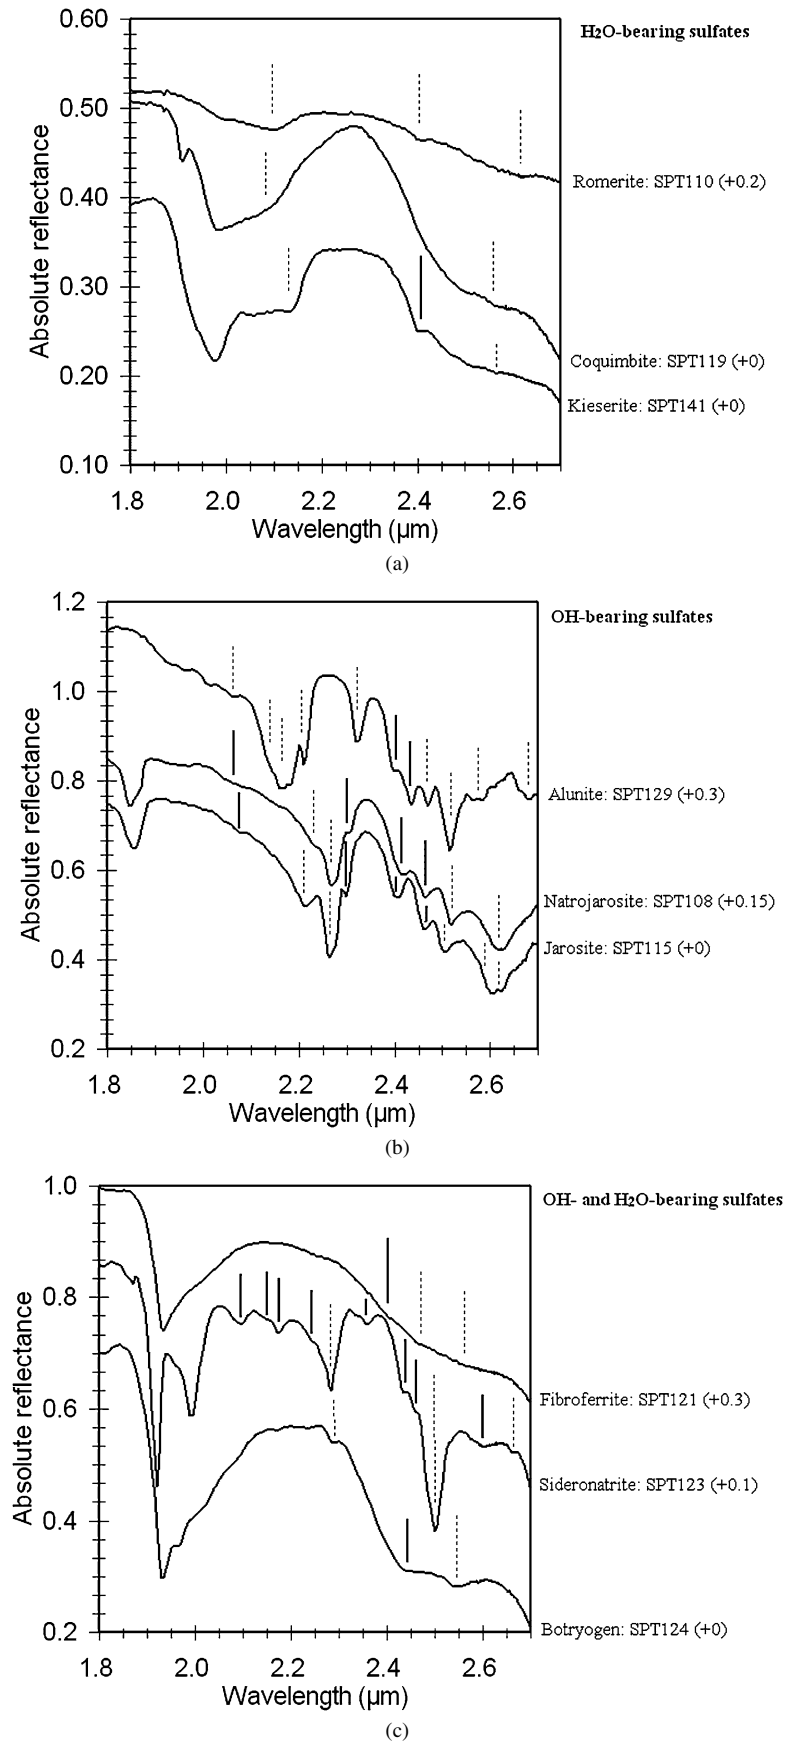 0.60
H2O-bearing sulfates
0.50
0.40
Romerite: SPT110 (+0.2)
Absolute reflectance
0.30
Coquimbite: SPT119 (+0)
0.20
Kieserite: SPT141 (+0)
0.10
1.8 2.0 2.2 2.4 2.6
Wavelength (µm)
(a)
1.2
OH-bearing sulfates
1.0
Absolute reflectance
0.8
Alunite: SPT129 (+0.3)
0.6
Natrojarosite: SPT108 (+0.15)
Jarosite: SPT115 (+0)
0.4
0.2
1.8 2.0 2.2 2.4 2.6
Wavelength (µm)
(b)
1.0
OH- and H2O-bearing sulfates
0.8
Absolute reflectance
Fibroferrite: SPT121 (+0.3)
0.6
Sideronatrite: SPT123 (+0.1)
0.4
0.2
Botryogen: SPT124 (+0)
1.8 2.0 2.2 2.4 2.6
Wavelength (µm)
(c)